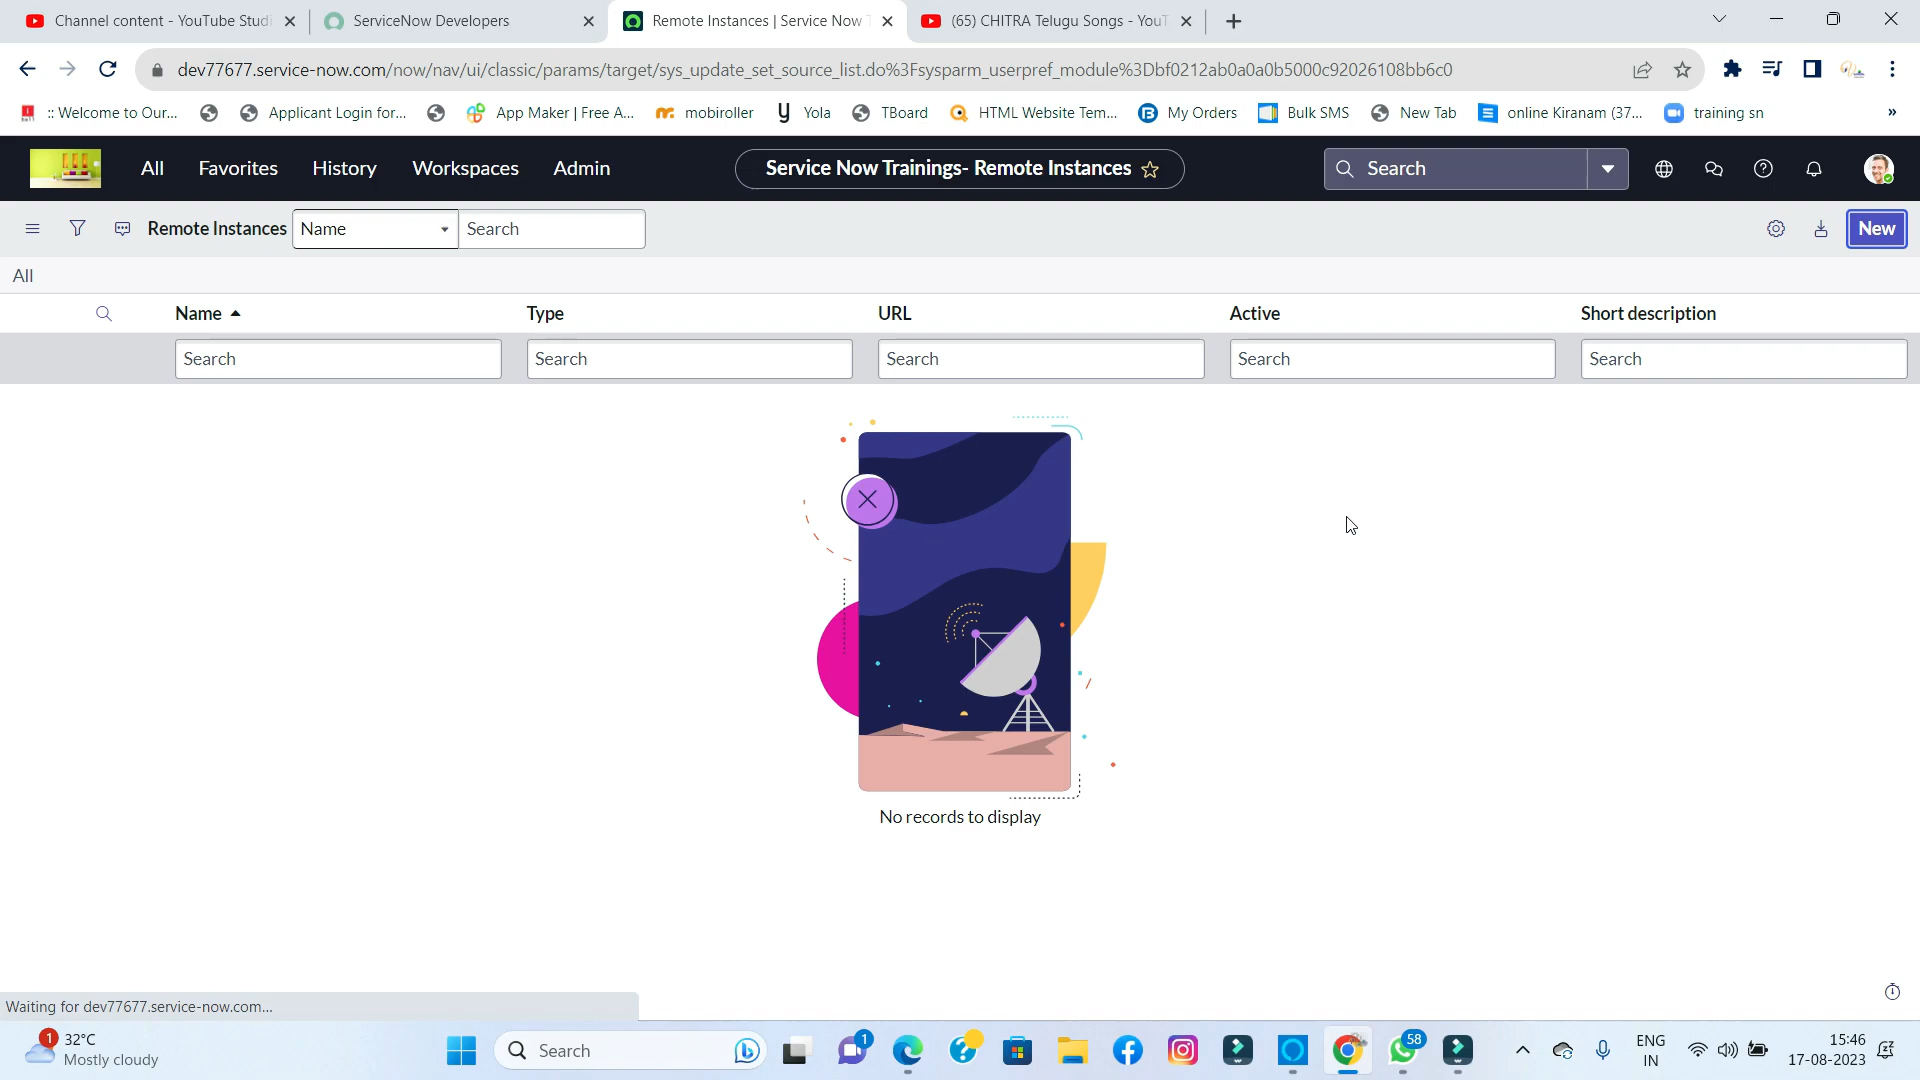 Channel content - YouTube Studi
ServiceNow Developers
Remote Instances | Service Now T
(65) CHITRA Telugu Songs - YouT
dev77677.service-now.com/now/nav/ui/classic/params/target/sys_update_set_source_list.do%3Fsysparm_userpref_module%3Dbf0212ab0a0a0b5000c92026108bb6c0
:: Welcome to Our...
Applicant Login for...
App Maker | Free A...
mobiroller
Yola
TBoard
HTML Website Tem...
My Orders
Bulk SMS
New Tab
online Kiranam (37...
training sn
»
All
Favorites
History
Workspaces
Admin
Service Now Trainings- Remote Instances
Search
Remote Instances
Name
Search
New
All
Name
Type
URL
Active
Short description
Search
Search
Search
Search
Search
No records to display
Waiting for dev77677.service-now.com...
1
32°C
Mostly cloudy
Search
1
58
ENG
IN
15:46
17-08-2023